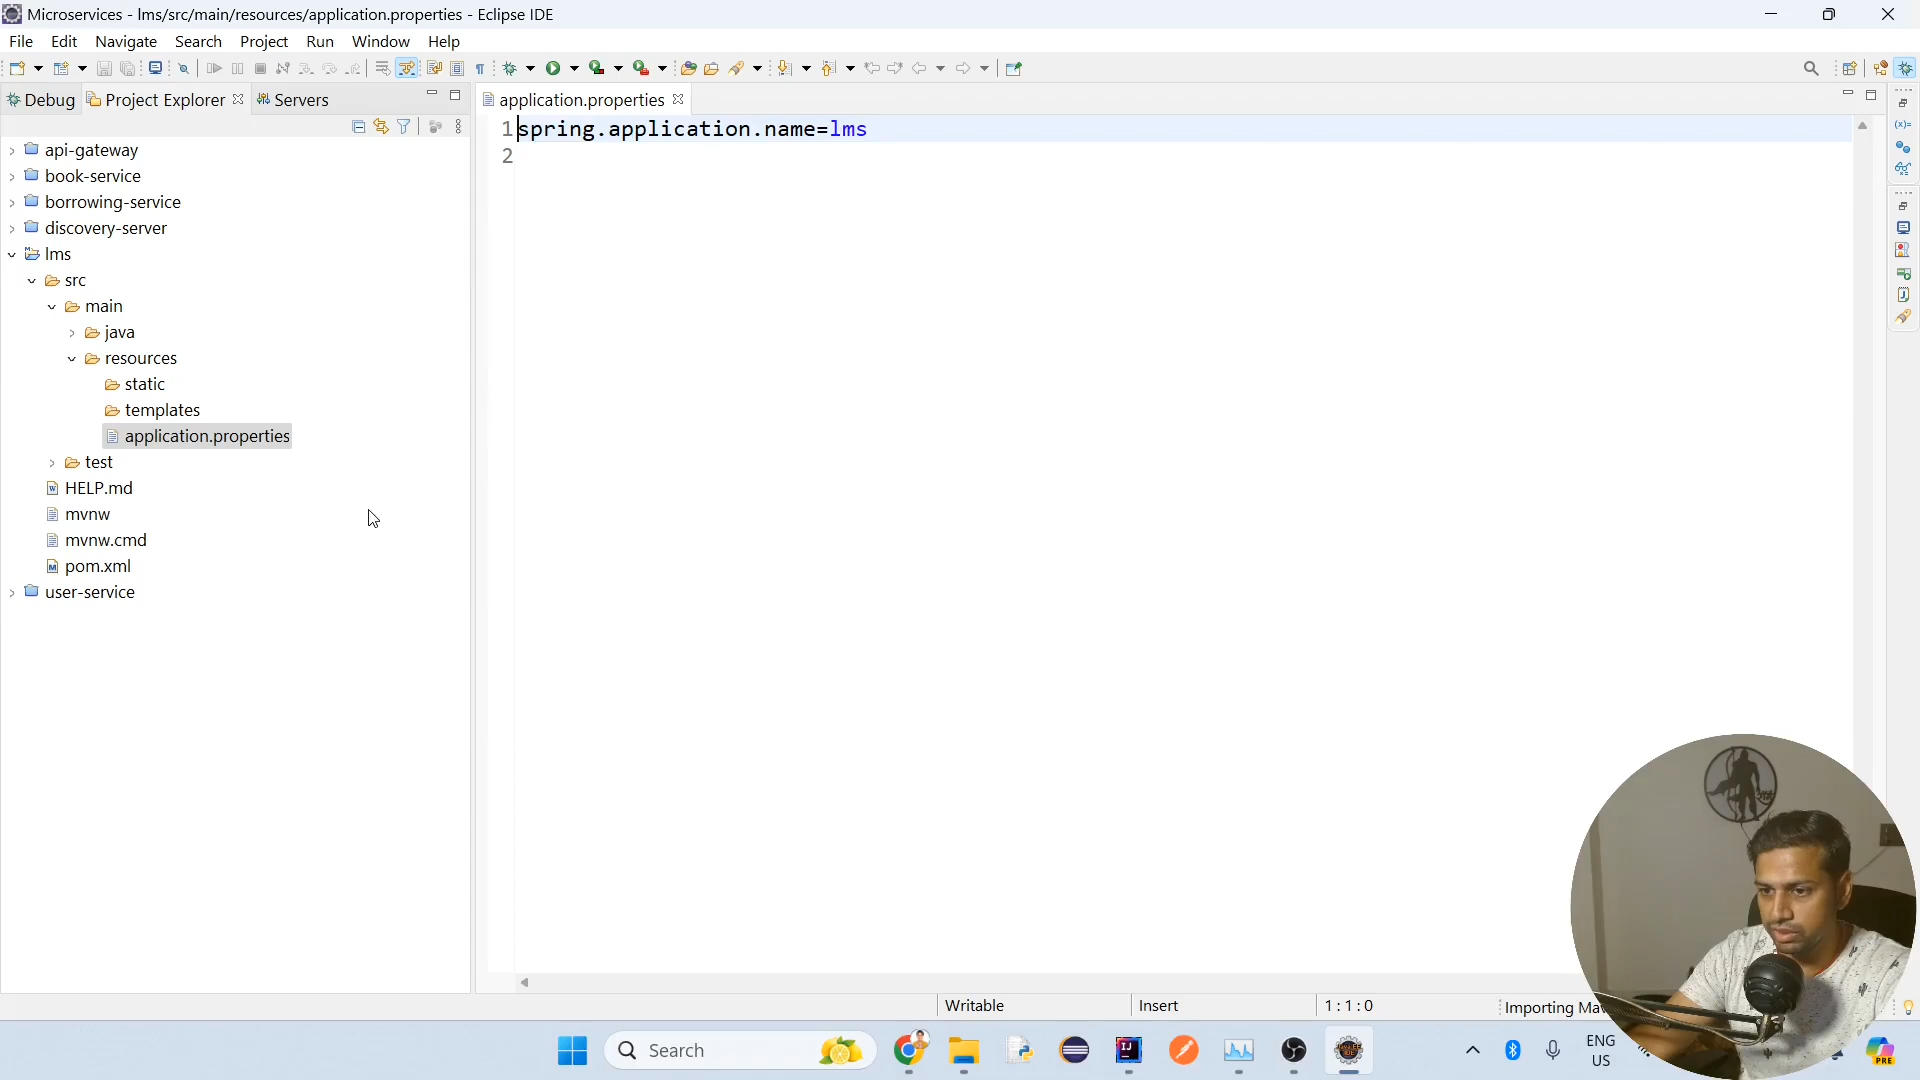 Microservices - lms/src/main/resources/application.properties - Eclipse IDE
File Edit Navigate Search Project Run Window Help
Debug Project Explorer Servers
application.properties
1 spring.application.name=lms
2
api-gateway
book-service
borrowing-service
discovery-server
lms
src
main
java
resources
static
templates
application.properties
test
HELP.md
mvnw
mvnw.cmd
pom.xml
user-service
Writable Insert 1:1:0 Importing
Search
ENG
US
PRE